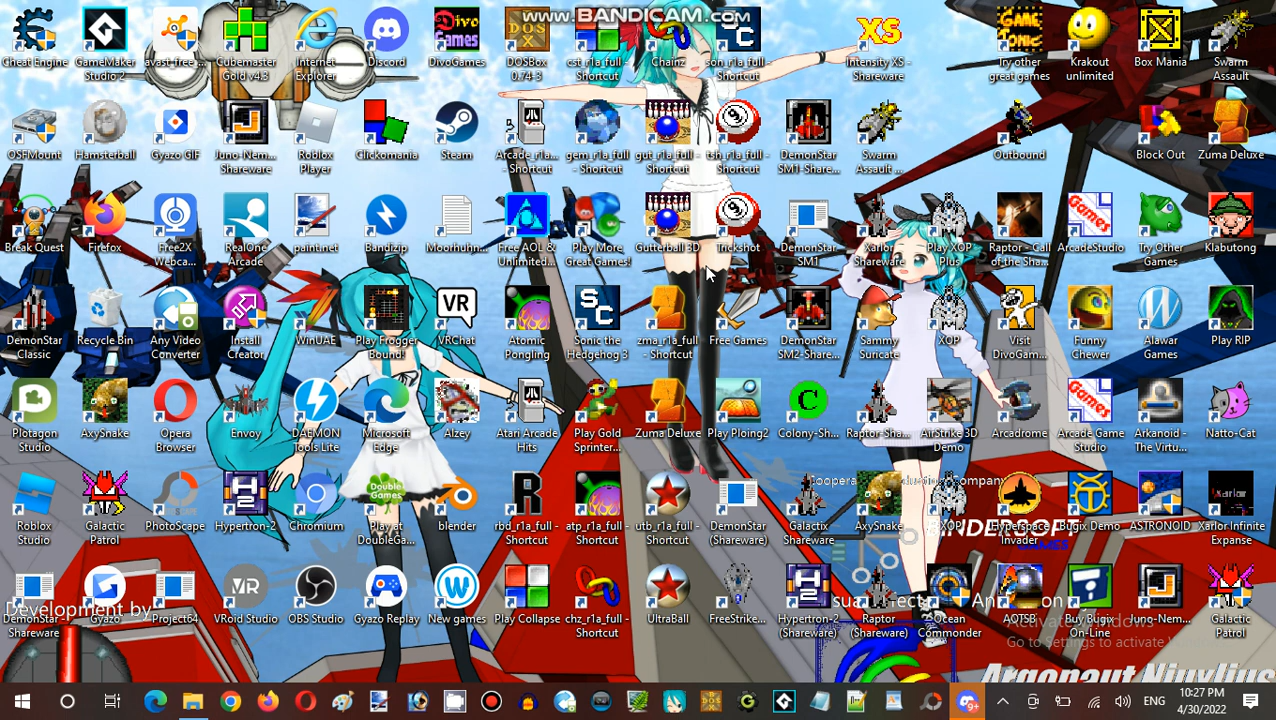 www.BANDICAM.com
Cheat Engine
GameMaker
Studio 2
avast_free_...
Cubemaster
Gold v4.3
Internet
Explorer
Discord
DivoGames
DOSBox
0.74-3
cst_r1a_full -
Shortcut
Chainz
son_r1a_full -
Shortcut
Intensity XS -
Shareware
Try other
great games
Krakout
unlimited
Box Mania
Swarm
Assault
OSFMount
Hamsterball
Gyazo GIF
Juno-Nem...
Shareware
Roblox
Player
Clickomania
Steam
Arcade_r1a...
- Shortcut
gem_r1a_full
- Shortcut
gut_r1a_full -
Shortcut
tsh_r1a_full -
Shortcut
DemonStar
SM1-Share...
Swarm
Assault ...
Outbound
Block Out
Zuma Deluxe
Break Quest
Firefox
Free2X
Webca...
RealOne
Arcade
paintnet
Bandizip
Moorhuhn...
Free AOL &
Unlimited...
Play More
Great Games!
Gutterball 3D
Trickshot
DemonStar
SM1
Xarlor
Shareware
Play XOP
Plus
Raptor - Call
of the Sha...
ArcadeStudio
Try Other
Games
Klabutong
DemonStar
Classic
Recycle Bin
Any Video
Converter
Install
Creator
WinUAE
Play Frogger
Bound!
VRChat
Atomic
Pongling
Sonic the
Hedgehog 3
zma_r1a_full
- Shortcut
Free Games
DemonStar
SM2-Share...
Sammy
Suricate
XOP
Visit
DivoGam...
Funny
Chewer
Alawar
Games
Play RIP
Plotagon
Studio
AxySnake
Opera
Browser
Envoy
DAEMON
Tools Lite
Microsoft
Edge
Alzey
Atari Arcade
Hits
Play Gold
Sprinter...
Zuma Deluxe
Play Ploing2
Colony-Sh...
Raptor-Sha...
AirStrike 3D
Demo
Arcadrome
Arcade Game
Studio
Arkanoid -
The Virtu...
Natto-Cat
Roblox
Studio
Galactic
Patrol
PhotoScape
Hypertron-2
Chromium
Play at
DoubleGa...
blender
rbd_r1a_full -
Shortcut
atp_r1a_full -
Shortcut
utb_r1a_full -
Shortcut
DemonStar
(Shareware)
Galactix
Shareware
AxySnake
XOP
Hyperspace
Invader
Bugix Demo
ASTRONOID
Xarlor Infinite
Expanse
DemonStar
Shareware
Gyazo
Project64
VRoid Studio
OBS Studio
Gyazo Replay
New games
Play Collapse
chz_r1a_full -
Shortcut
UltraBall
FreeStrike...
Hypertron-2
(Shareware)
Raptor
(Shareware)
Ocean
Commander
AOTSB
Buy Bugix
On-Line
Juno-Nem...
Galactic
Patrol
Development by
GAMES
Activate Windows
Go to Settings to activate
ENG
10:27 PM
4/30/2022